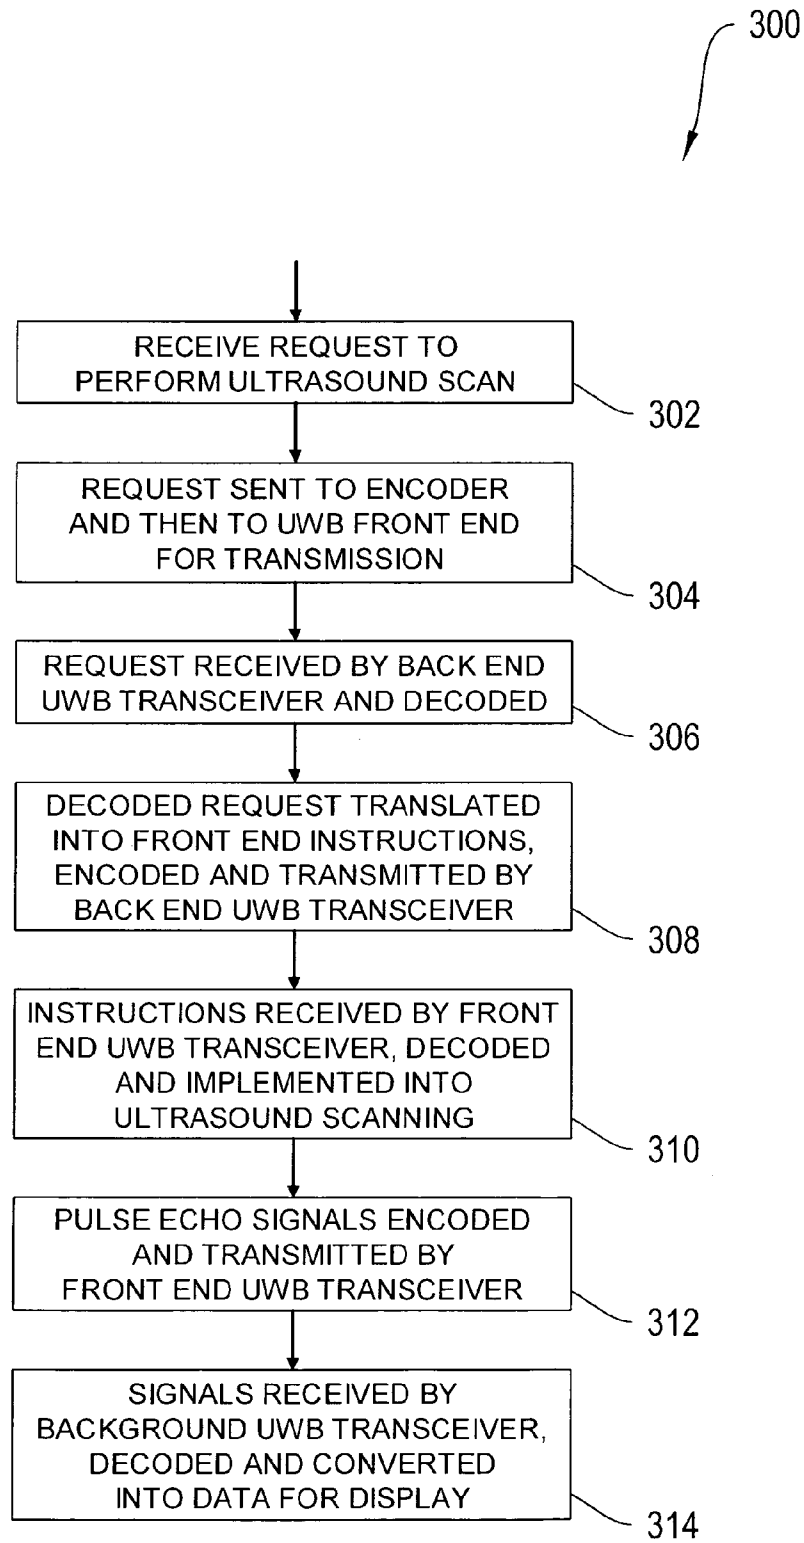 300
RECEIVE REQUEST TO
PERFORM ULTRASOUND SCAN
302
REQUEST SENT TO ENCODER
AND THEN TO UWB FRONT END
FOR TRANSMISSION
304
REQUEST RECEIVED BY BACK END
UWB TRANSCEIVER AND DECODED
306
DECODED REQUEST TRANSLATED
INTO FRONT END INSTRUCTIONS,
ENCODED AND TRANSMITTED BY
BACK END UWB TRANSCEIVER
308
INSTRUCTIONS RECEIVED BY FRONT
END UWB TRANSCEIVER, DECODED
AND IMPLEMENTED INTO
ULTRASOUND SCANNING
310
PULSE ECHO SIGNALS ENCODED
AND TRANSMITTED BY
FRONT END UWB TRANSCEIVER
312
SIGNALS RECEIVED BY
BACKGROUND UWB TRANSCEIVER,
DECODED AND CONVERTED
INTO DATA FOR DISPLAY
314